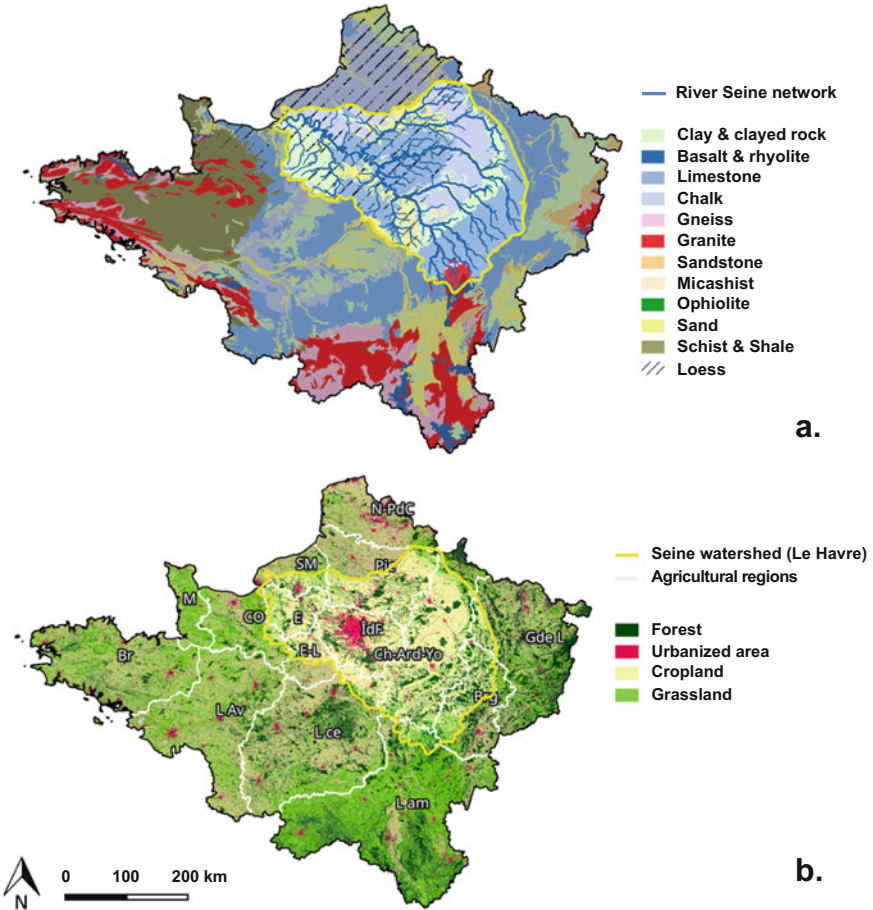 River Seine network
Clay & clayed rock
Basalt & rhyolite
Limestone
Chalk
Gneiss
Granite
Sandstone
Micashist
Ophiolite
Sand
Schist & Shale
Loess
a.
N-PdC
SM
Pic
M
CO
E
IdF
E-L
Ch-Ard-Yo
Gde L
Br
Brg
L Av
L ce
L am
Seine watershed (Le Havre)
Agricultural regions
Forest
Urbanized area
Cropland
Grassland
0 100 200 km
N
b.